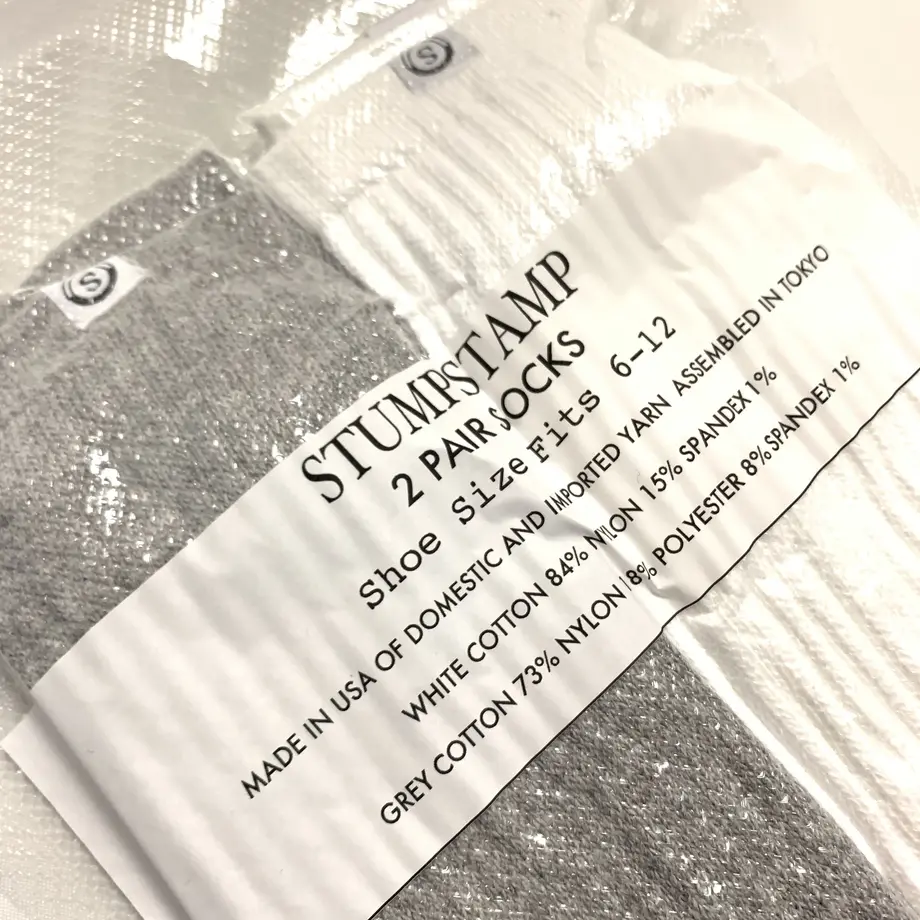 S
S
STUMPSTAMP
2 PAIR SOCKS
Shoe Size Fits 6-12
MADE IN USA OF DOMESTIC AND IMPORTED YARN ASSEMBLED IN TOKYO
WHITE COTTON 84% NYLON 15% SPANDEX 1%
GREY COTTON 73% NYLON 18% POLYESTER 8% SPANDEX 1%